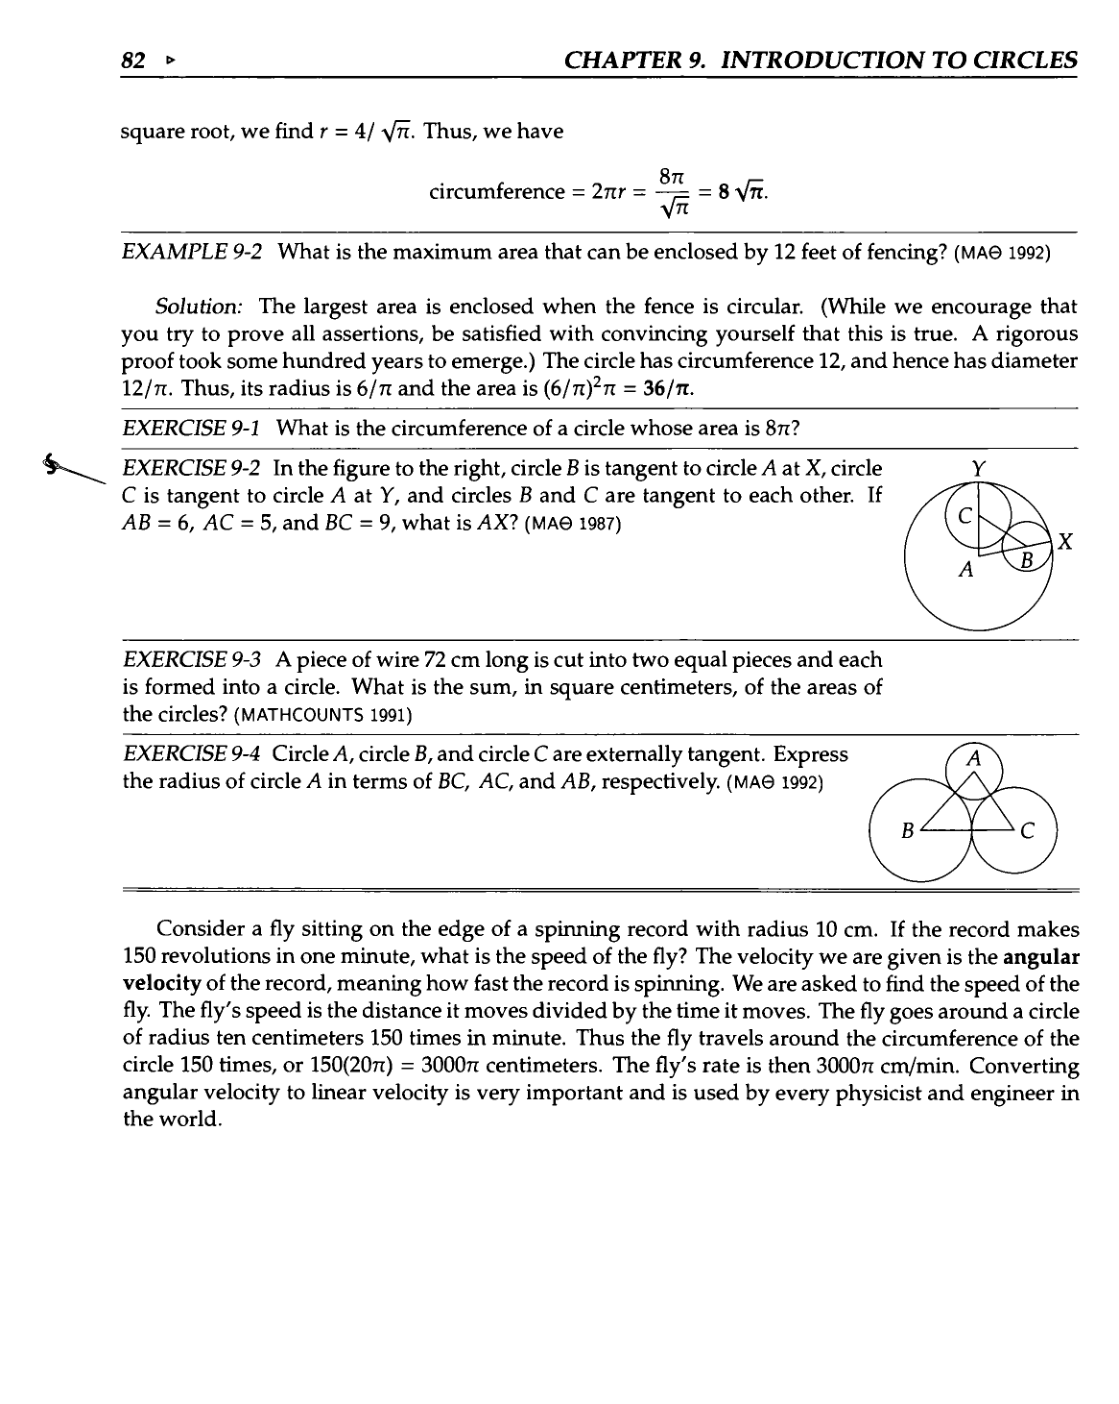 82 ▹ CHAPTER 9. INTRODUCTION TO CIRCLES
square root, we find r = 4/ √π. Thus, we have
circumference = 2πr = 8π/√π = 8 √π.
EXAMPLE 9-2 What is the maximum area that can be enclosed by 12 feet of fencing? (MAΘ 1992)
Solution: The largest area is enclosed when the fence is circular. (While we encourage that
you try to prove all assertions, be satisfied with convincing yourself that this is true. A rigorous
proof took some hundred years to emerge.) The circle has circumference 12, and hence has diameter
12/π. Thus, its radius is 6/π and the area is (6/π)²π = 36/π.
EXERCISE 9-1 What is the circumference of a circle whose area is 8π?
EXERCISE 9-2 In the figure to the right, circle B is tangent to circle A at X, circle
C is tangent to circle A at Y, and circles B and C are tangent to each other. If
AB = 6, AC = 5, and BC = 9, what is AX? (MAΘ 1987)
Y
C
X
B
A
EXERCISE 9-3 A piece of wire 72 cm long is cut into two equal pieces and each
is formed into a circle. What is the sum, in square centimeters, of the areas of
the circles? (MATHCOUNTS 1991)
EXERCISE 9-4 Circle A, circle B, and circle C are externally tangent. Express
the radius of circle A in terms of BC, AC, and AB, respectively. (MAΘ 1992)
A
B
C
Consider a fly sitting on the edge of a spinning record with radius 10 cm. If the record makes
150 revolutions in one minute, what is the speed of the fly? The velocity we are given is the angular
velocity of the record, meaning how fast the record is spinning. We are asked to find the speed of the
fly. The fly's speed is the distance it moves divided by the time it moves. The fly goes around a circle
of radius ten centimeters 150 times in minute. Thus the fly travels around the circumference of the
circle 150 times, or 150(20π) = 3000π centimeters. The fly's rate is then 3000π cm/min. Converting
angular velocity to linear velocity is very important and is used by every physicist and engineer in
the world.